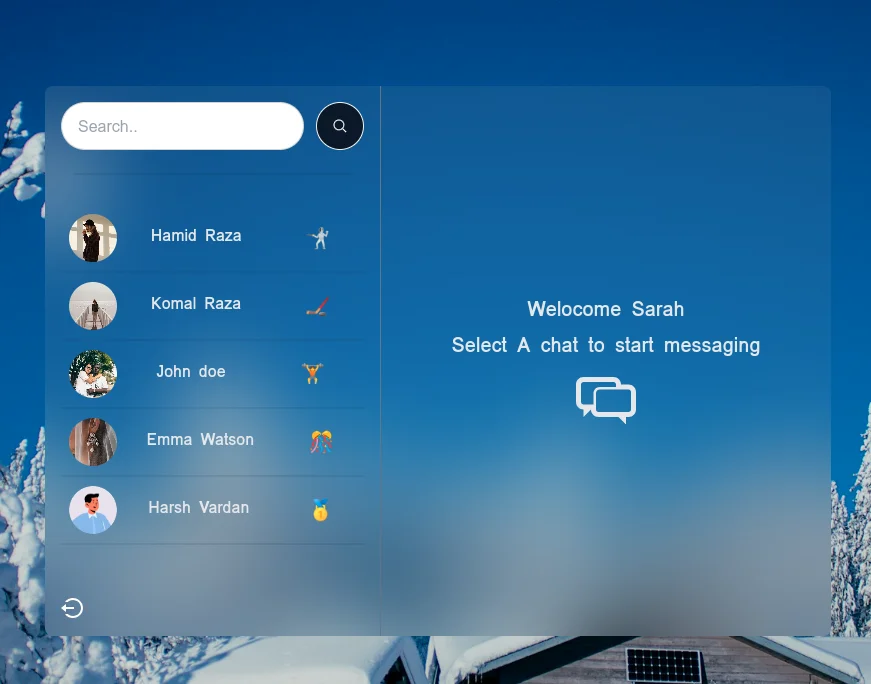 Search..
Hamid Raza
Komal Raza
John doe
Emma Watson
Harsh Vardan
Welocome Sarah
Select A chat to start messaging